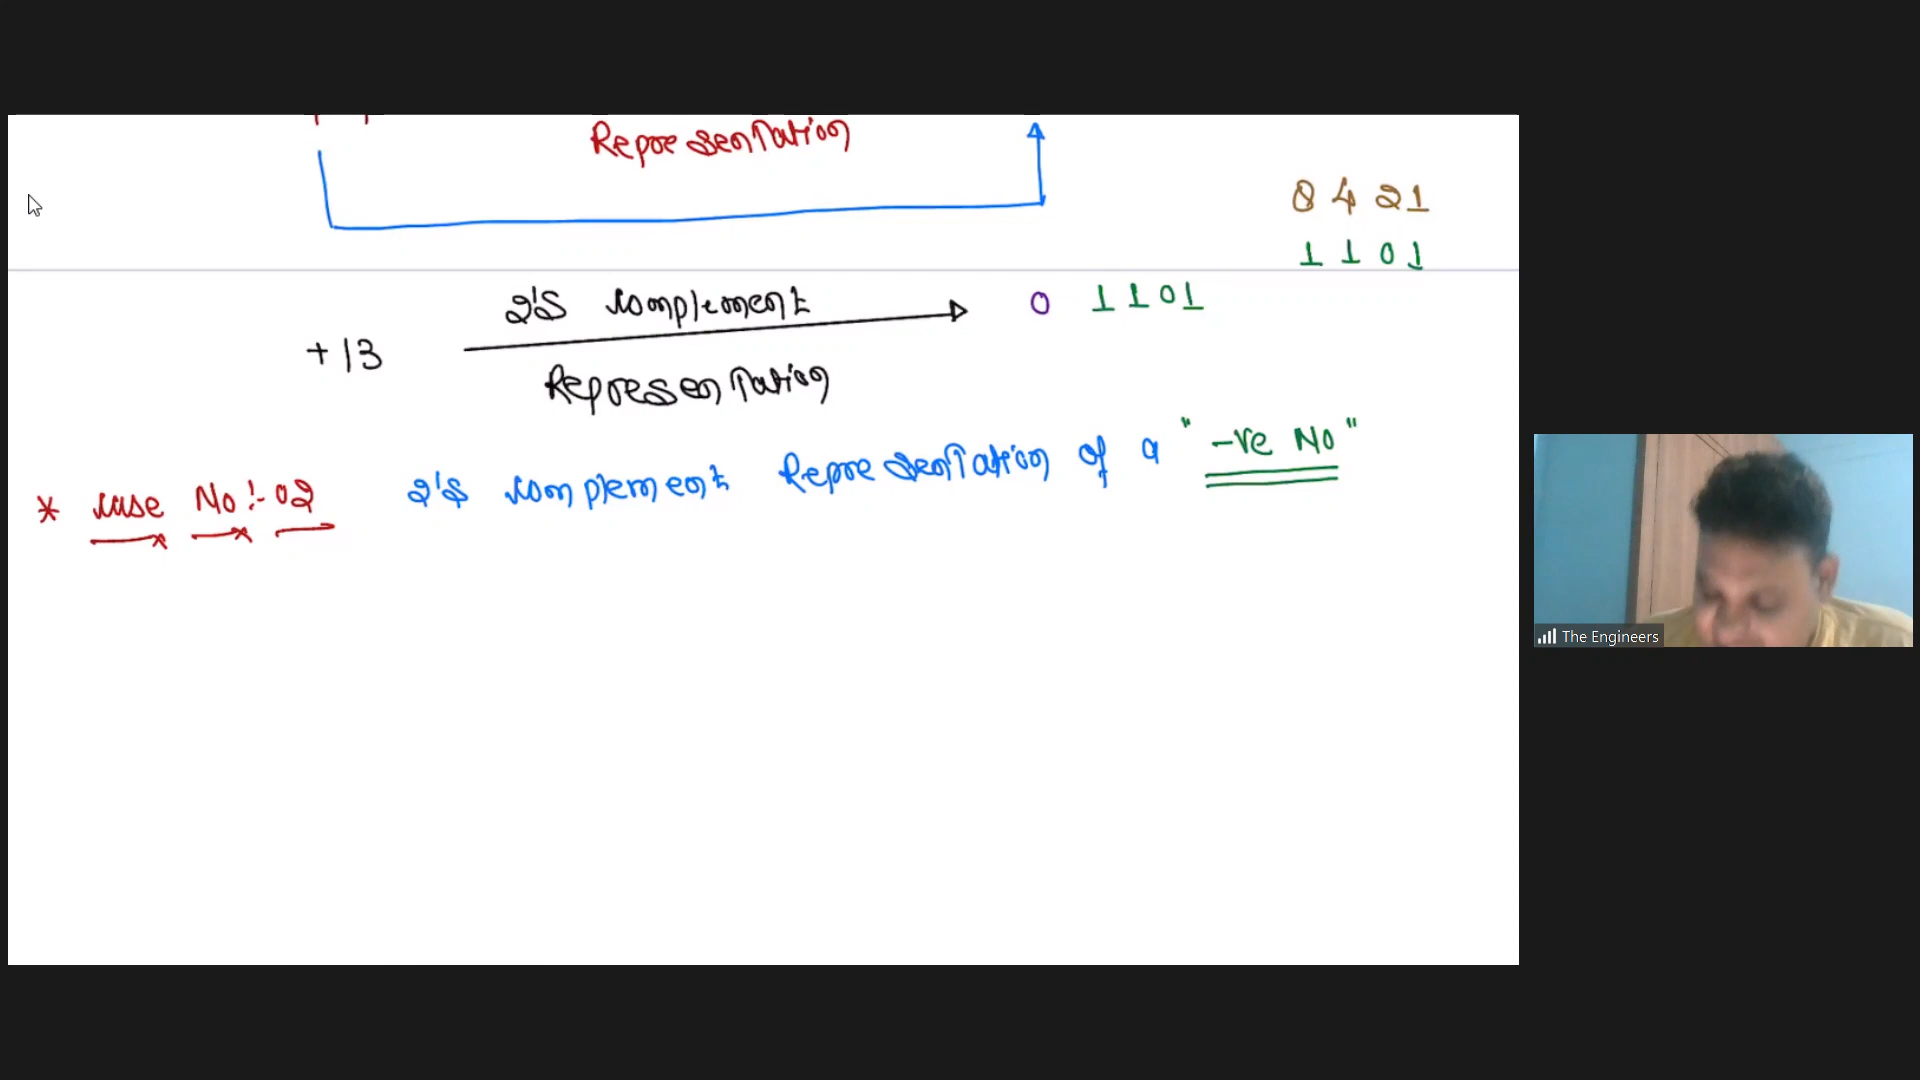 Representation
8 4 2 1
1 1 0 1
2's complement
0 1 1 0 1
+13
Representation
* case No:- 02 2's complement Representation of a "-ve No"
The Engineers